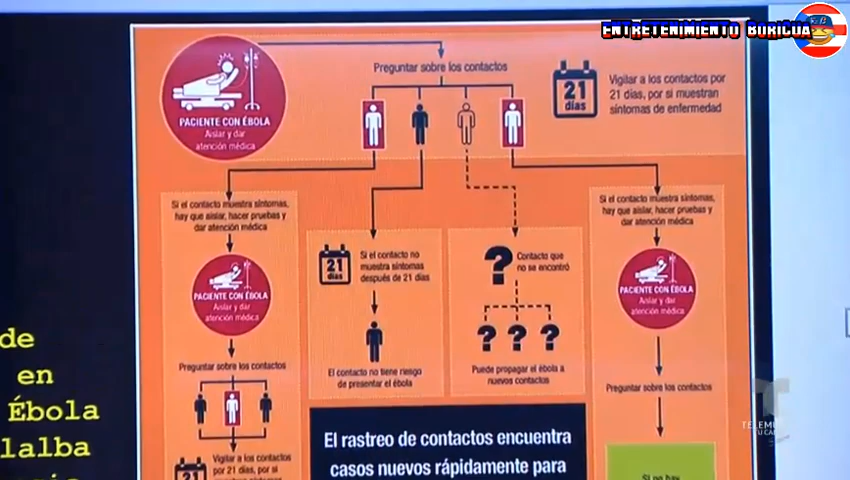 ENTRETENIMIENTO BORICUA
Preguntar sobre los contactos
21
días
Vigilar a los contactos por
21 días, por si muestran
síntomas de enfermedad
PACIENTE CON ÉBOLA
Aislar y dar
atención médica
Si el contacto muestra síntomas,
hay que aislar, hacer pruebas y
dar atención médica
PACIENTE CON ÉBOLA
Aislar y dar
atención médica
Preguntar sobre los contactos
Vigilar a los contactos
por 21 días, por si
21
21
días
Si el contacto no
muestra síntomas
después de 21 días
El contacto no tiene riesgo
de presentar el ébola
?
Contacto que
no se encontró
? ? ?
Puede propagar el ébola a
nuevos contactos
Si el contacto muestra síntomas,
hay que aislar, hacer pruebas y
dar atención médica
PACIENTE CON ÉBOLA
Aislar y dar
atención médica
Preguntar sobre los contactos
Si no hay
El rastreo de contactos encuentra
casos nuevos rápidamente para
de
en
Ébola
lalba